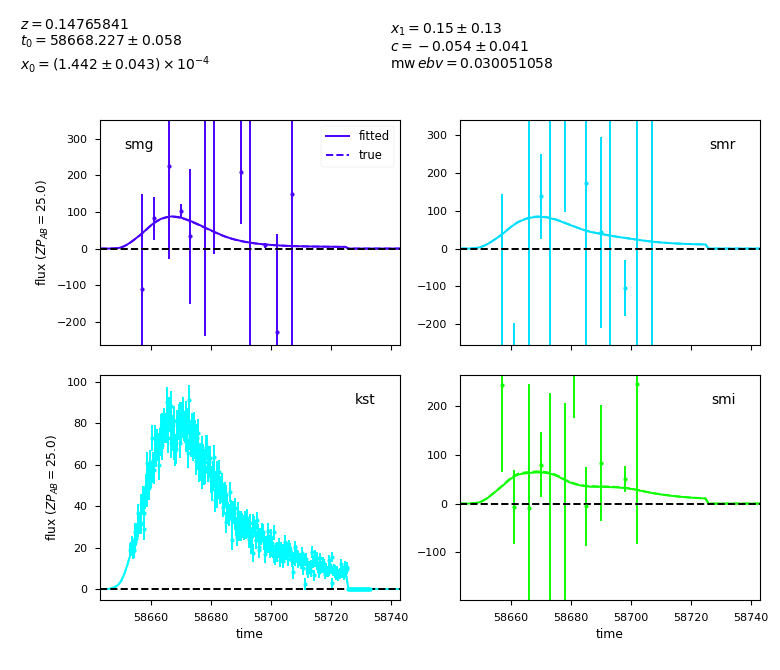 z = 0.14765841
t₀ = 58668.227 ± 0.058
x₀ = (1.442 ± 0.043) × 10⁻⁴
x₁ = 0.15 ± 0.13
c = −0.054 ± 0.041
mw ebv = 0.030051058
smg
fitted
true
300
200
100
0
−100
−200
flux (ZP_AB = 25.0)
smr
300
200
100
0
−100
−200
kst
100
80
60
40
20
0
flux (ZP_AB = 25.0)
58660 58680 58700 58720 58740
time
smi
200
100
0
−100
58660 58680 58700 58720 58740
time